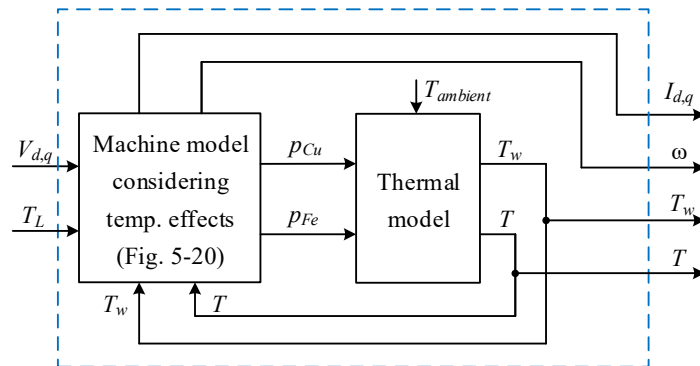 T_ambient
I_d,q
V_d,q
Machine model
considering
temp. effects
(Fig. 5-20)
p_Cu
Thermal
model
T_w
ω
T_L
p_Fe
T
T_w
T
T_w
T